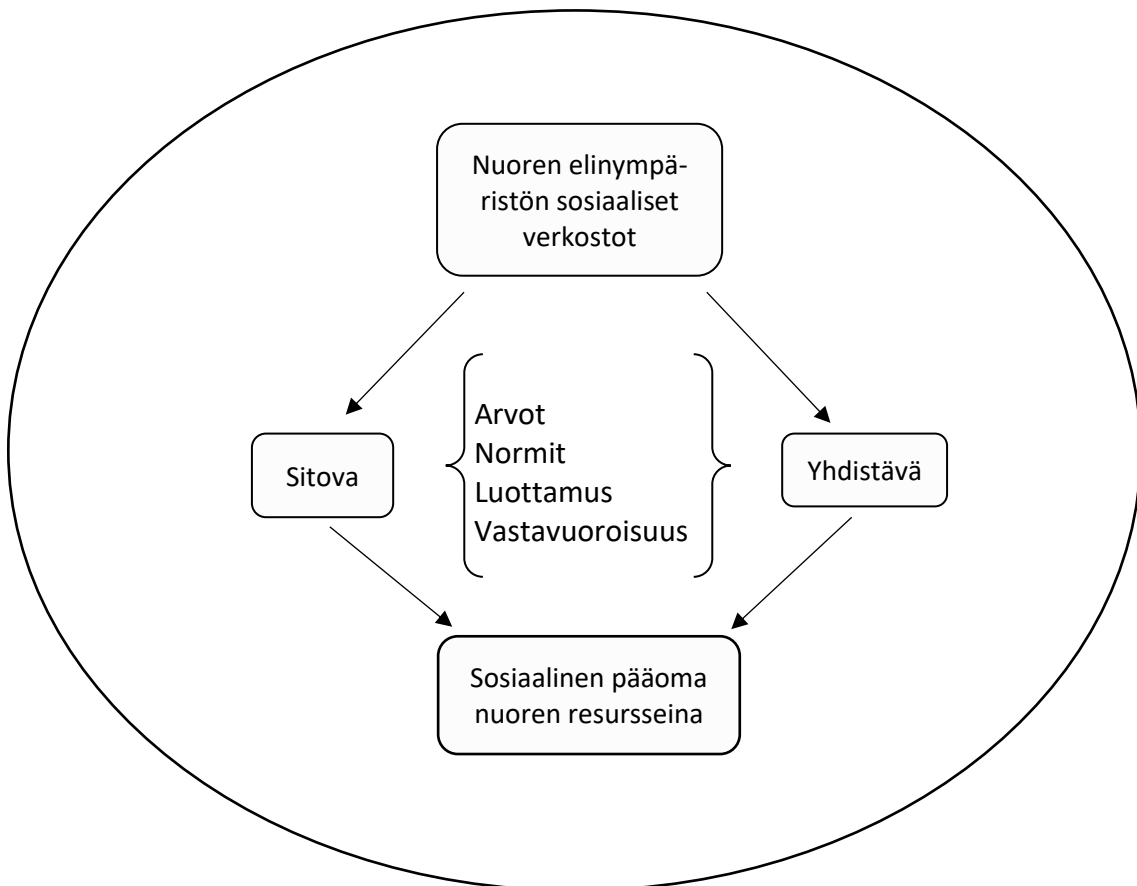 Nuoren elinympä-
ristön sosiaaliset
verkostot
Arvot
Normit
Luottamus
Vastavuoroisuus
Sitova
Yhdistävä
Sosiaalinen pääoma
nuoren resursseina